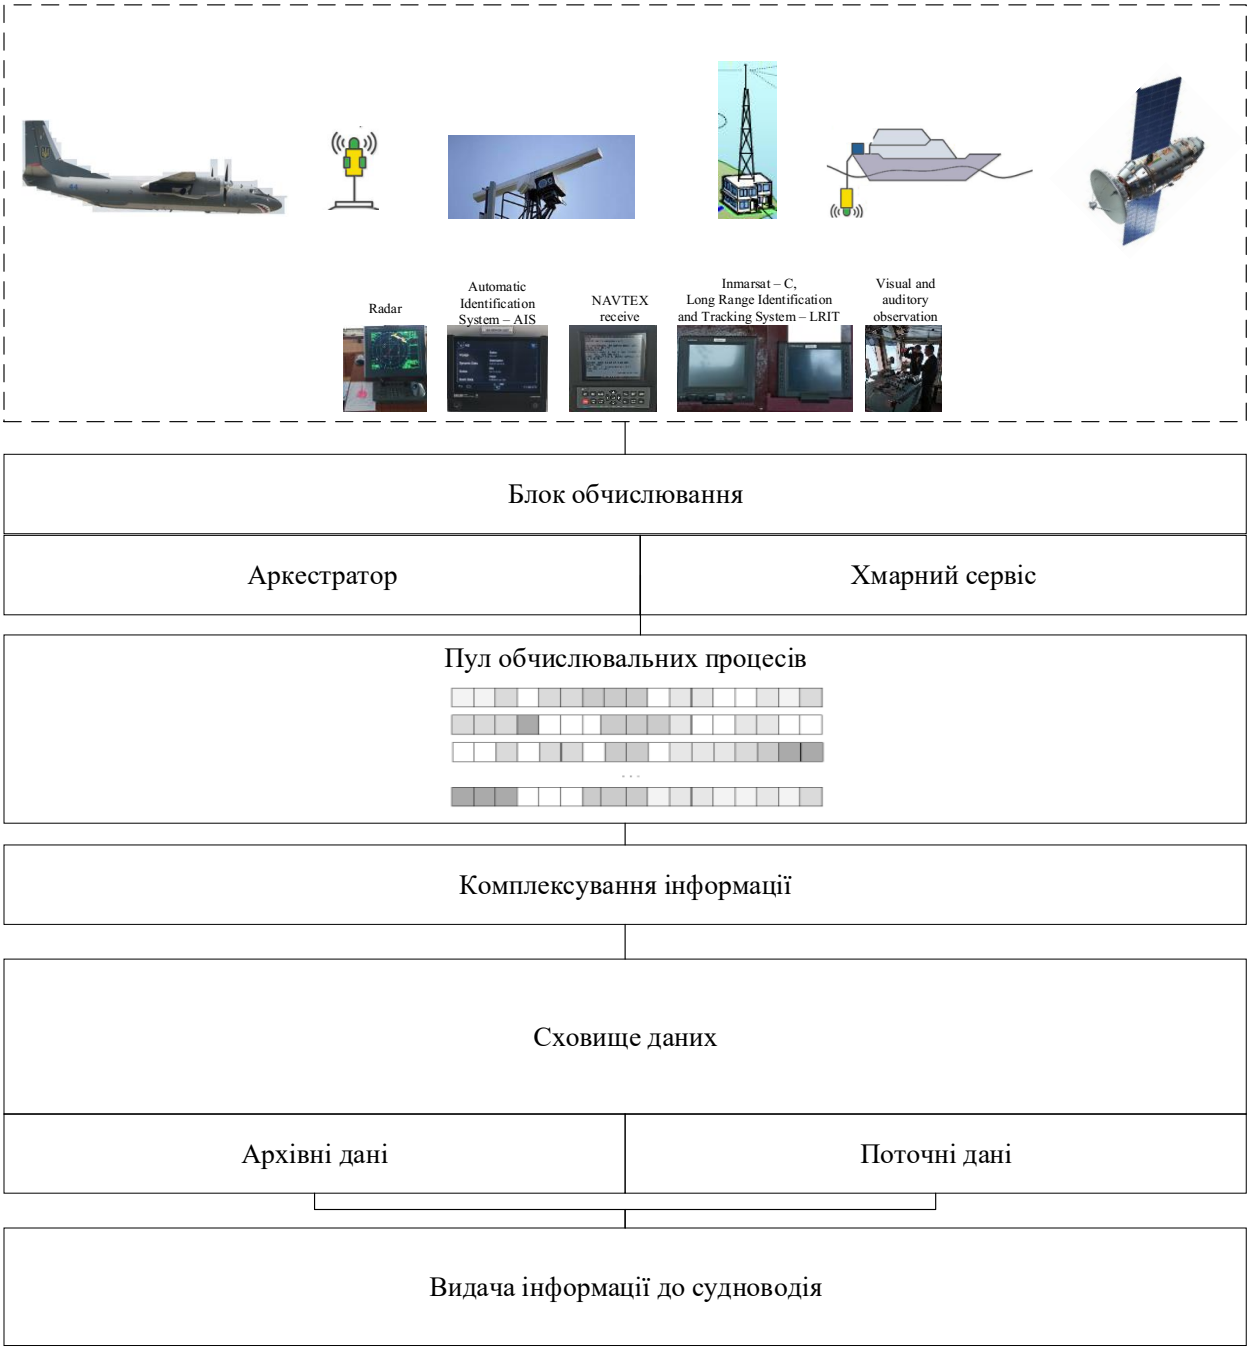 Radar
Automatic
Identification
System – AIS
NAVTEX
receive
Inmarsat – C,
Long Range Identification
and Tracking System – LRIT
Visual and
auditory
observation
Блок обчислювання
Аркестратор
Хмарний сервіс
Пул обчислювальних процесів
...
Комплексування інформації
Сховище даних
Архівні дані
Поточні дані
Видача інформації до судноводія